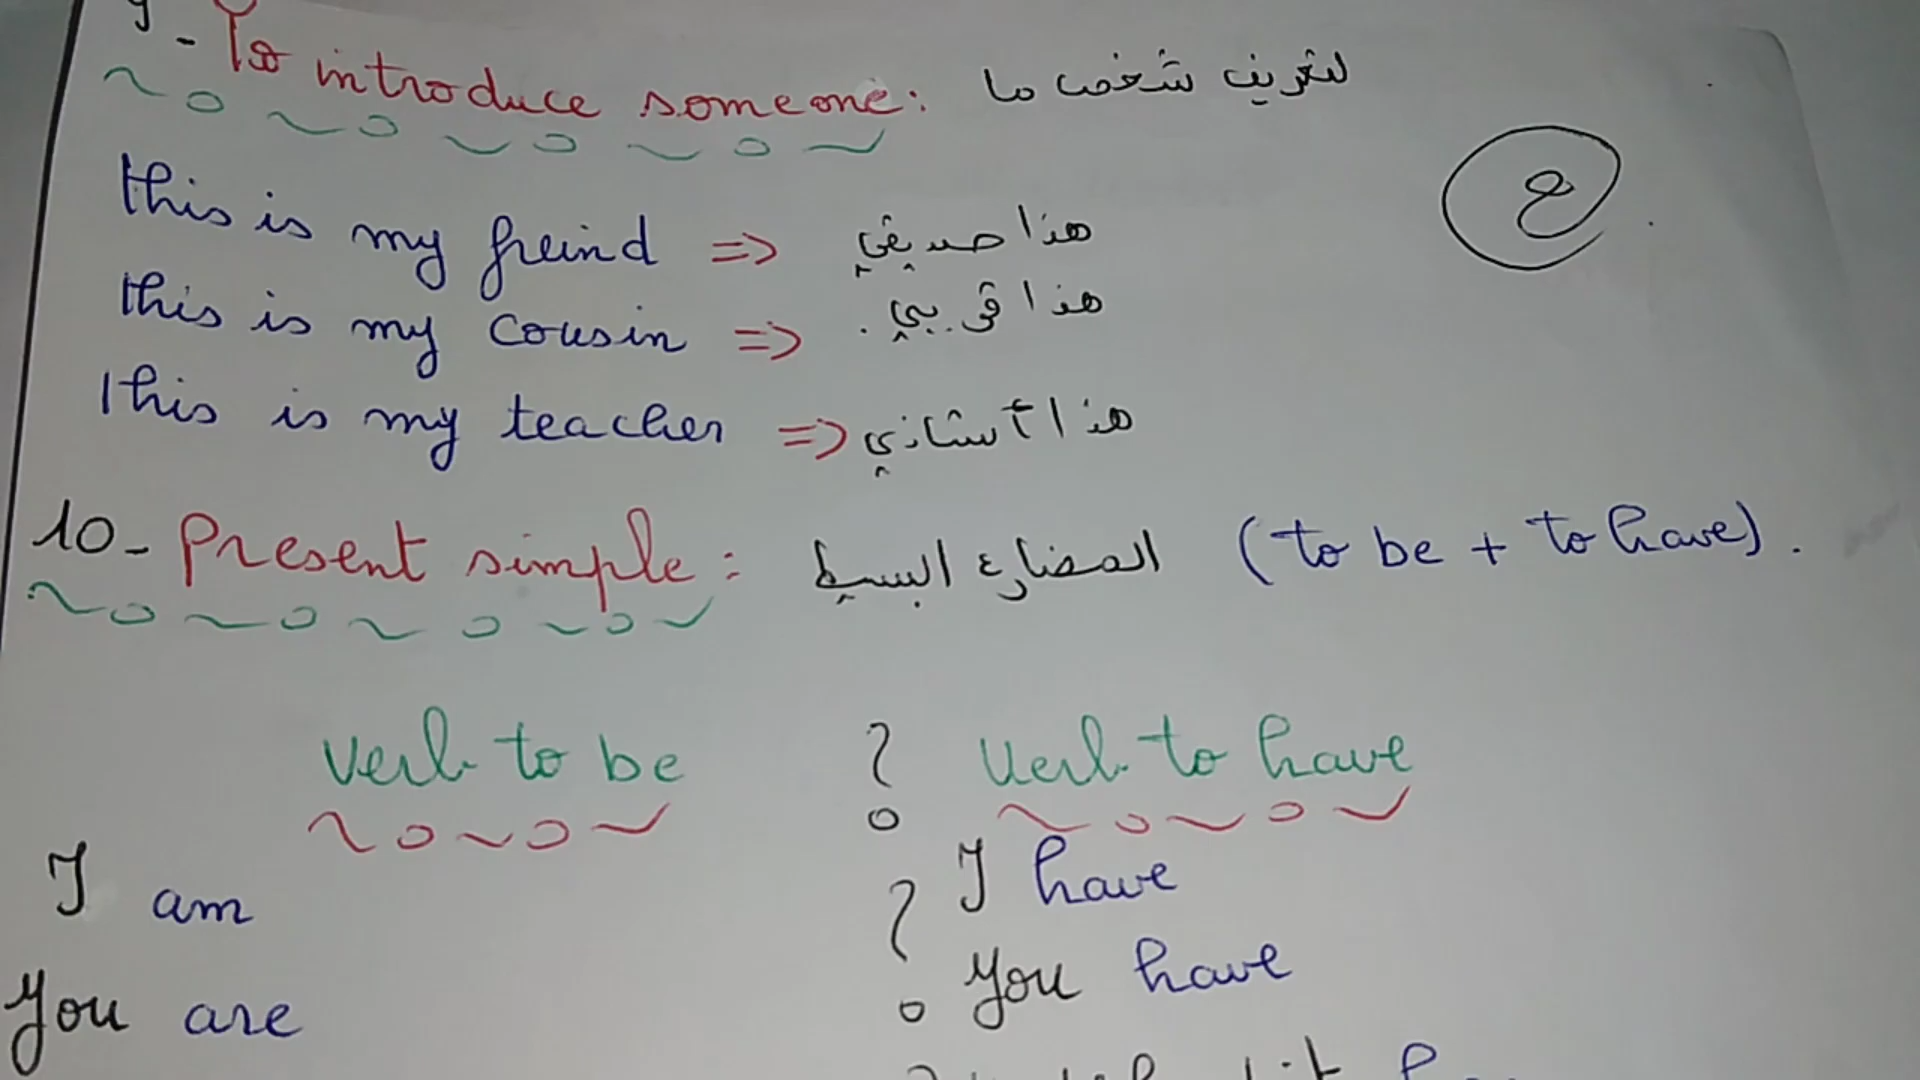 9 - To introduce someone: لتعريف شخص ما
this is my freind => هذا صديقي
this is my cousin => هذا قريبي.
This is my teacher => هذا أستاذي
10 - Present simple: المضارع البسيط (to be + to have).
verb to be
verb to have
I am
I have
You are
You have